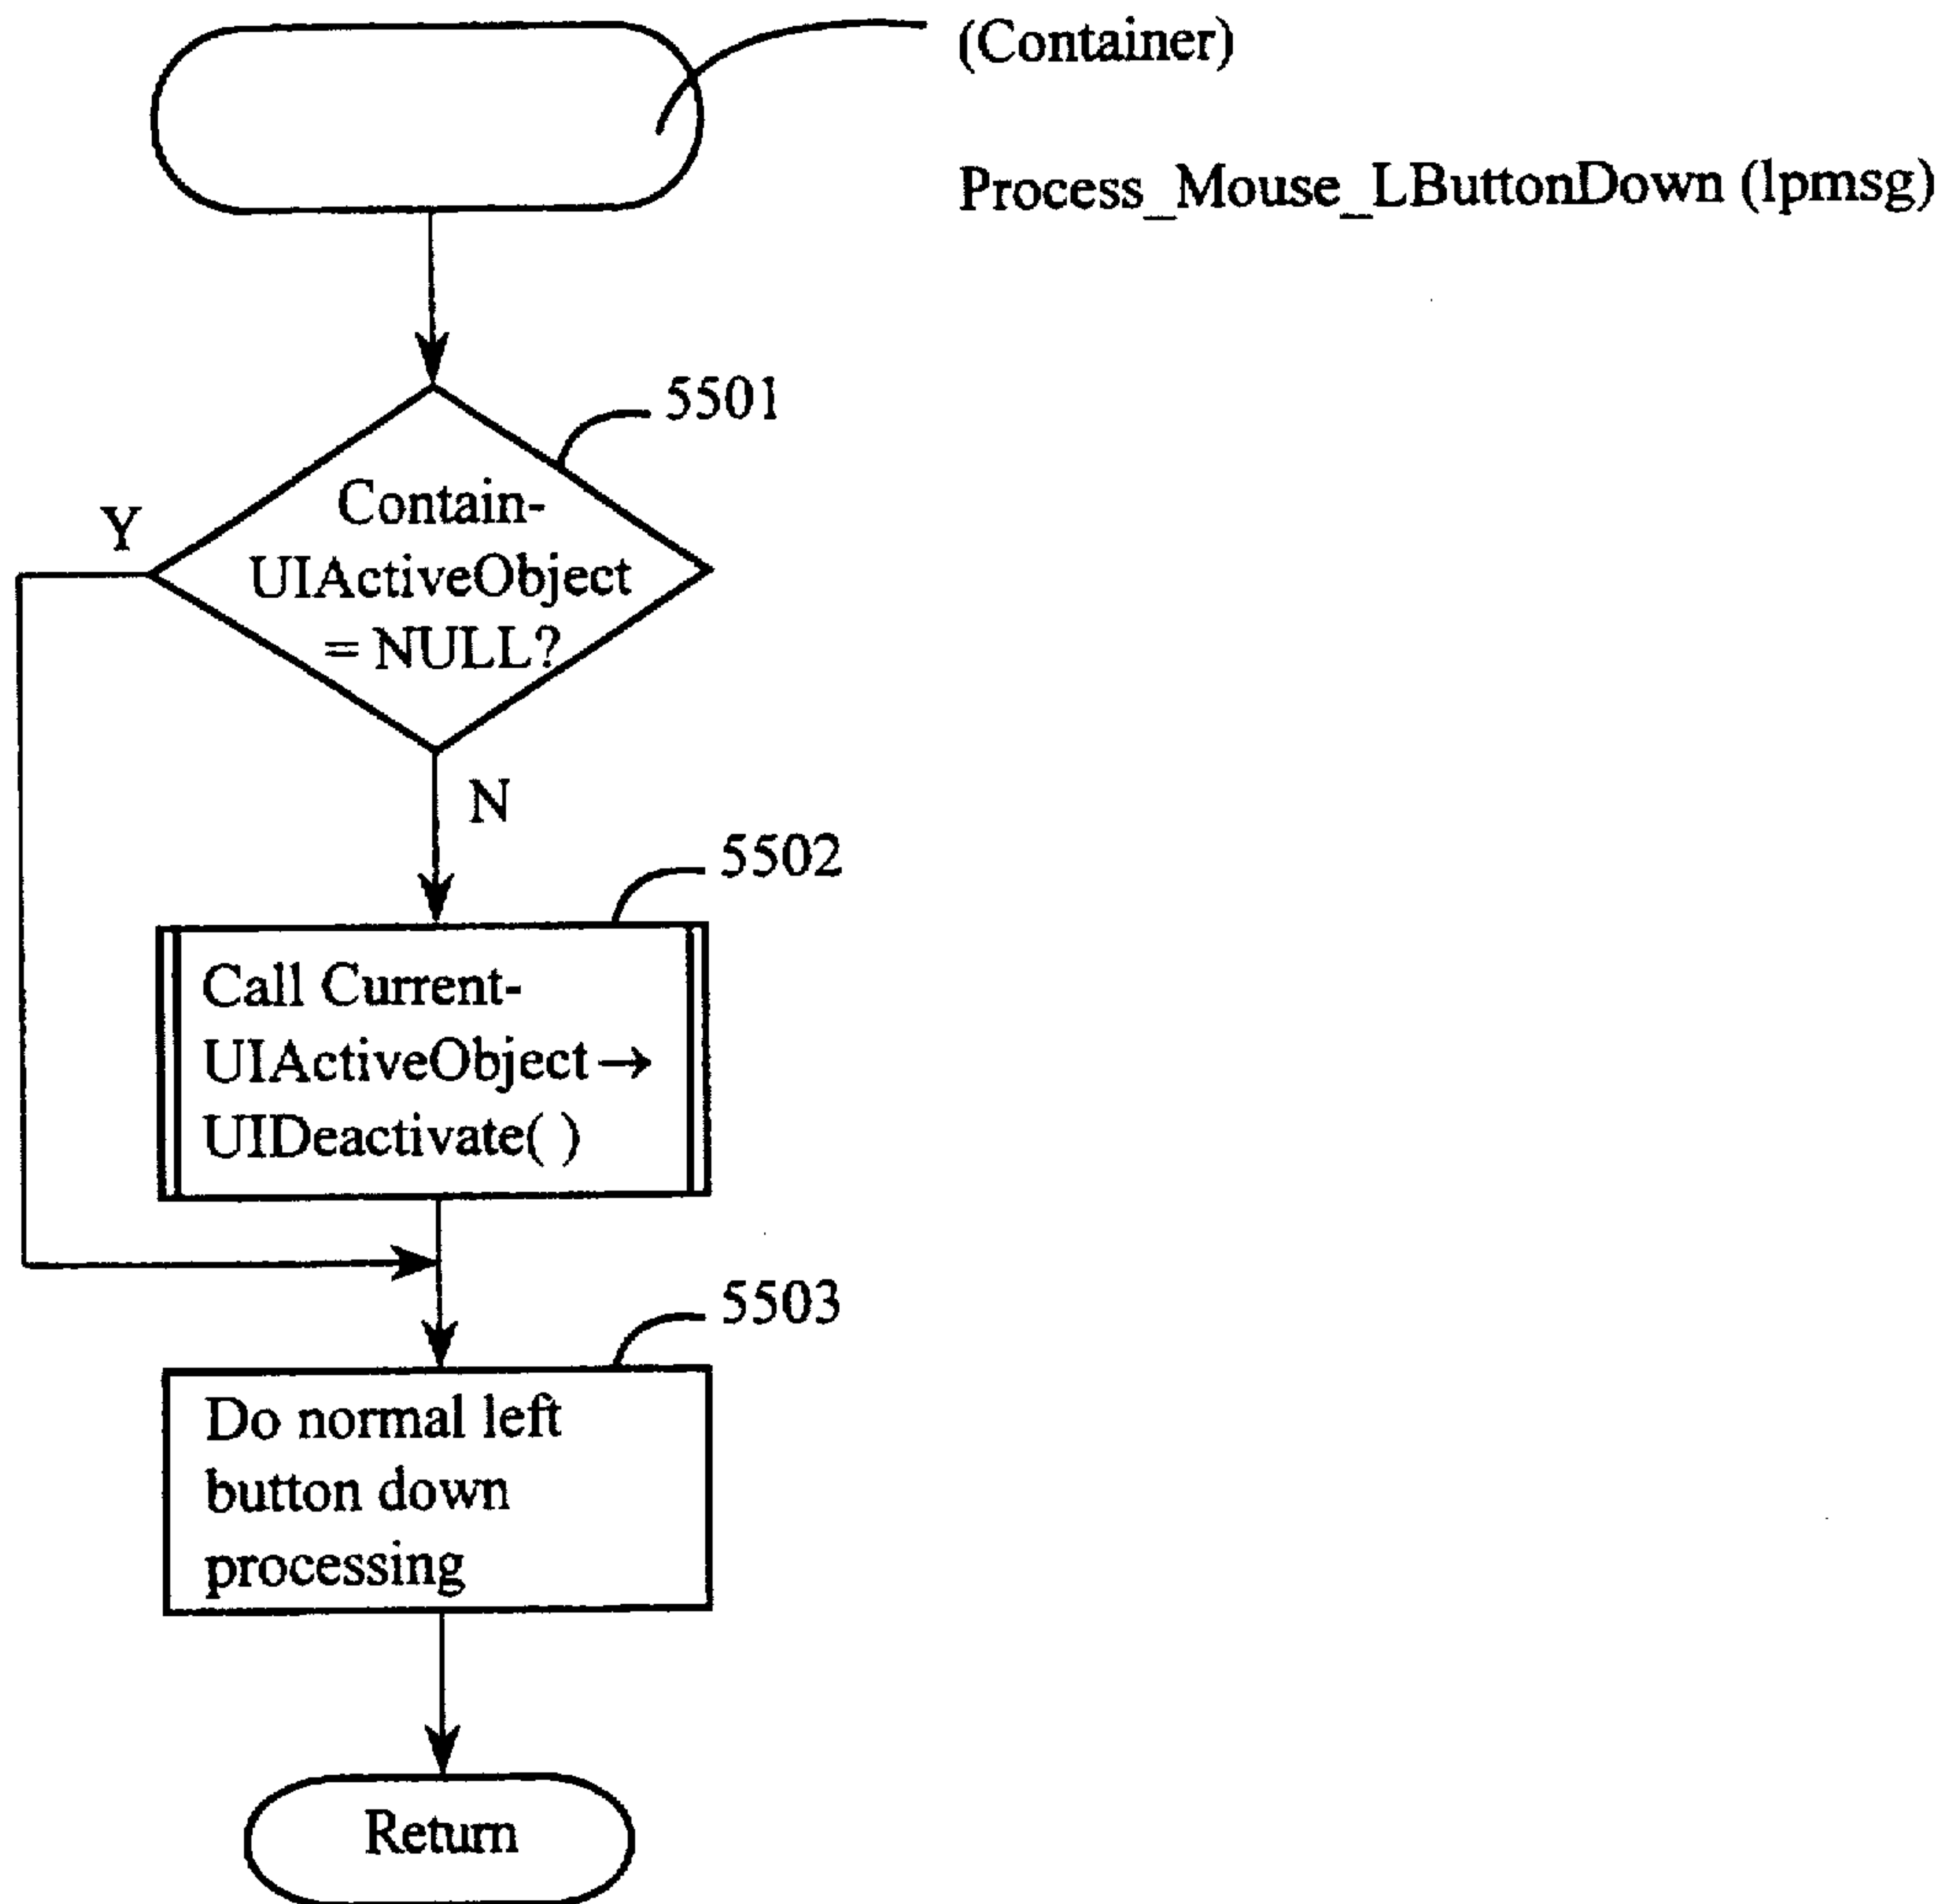 (Container)
Process_Mouse_LButtonDown (lpmsg)
5501
Contain-
UIActiveObject
= NULL?
Y
N
5502
Call Current-
UIActiveObject→
UIDeactivate( )
5503
Do normal left
button down
processing
Return